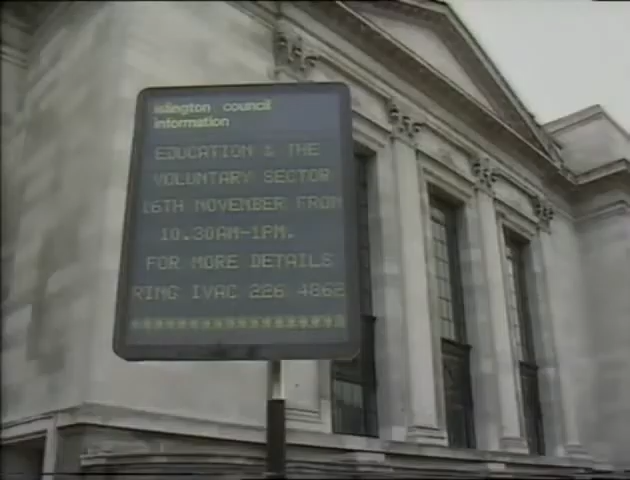 islington council
information
EDUCATION & THE
VOLUNTARY SECTOR
16TH NOVEMBER FROM
10.30AM-1PM.
FOR MORE DETAILS
RING IVAC 226 4862